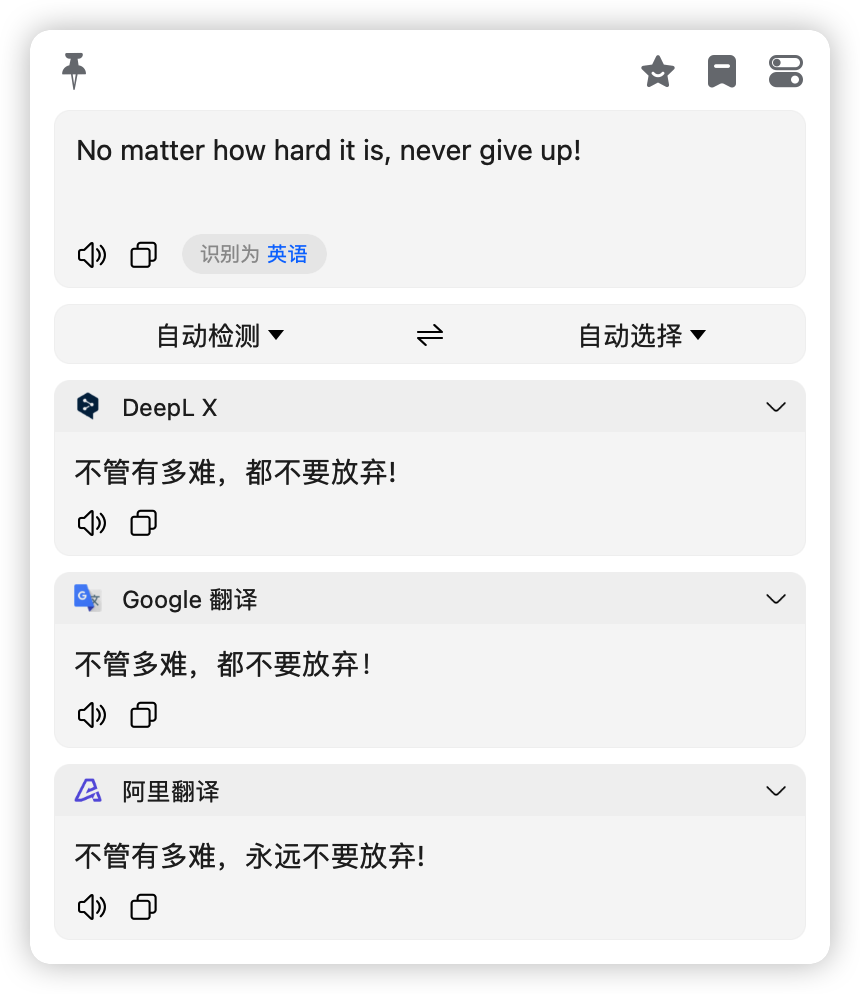 No matter how hard it is, never give up!
识别为 英语
自动检测 自动选择
DeepL X
不管有多难，都不要放弃!
Google 翻译
不管多难，都不要放弃！
阿里翻译
不管有多难，永远不要放弃!